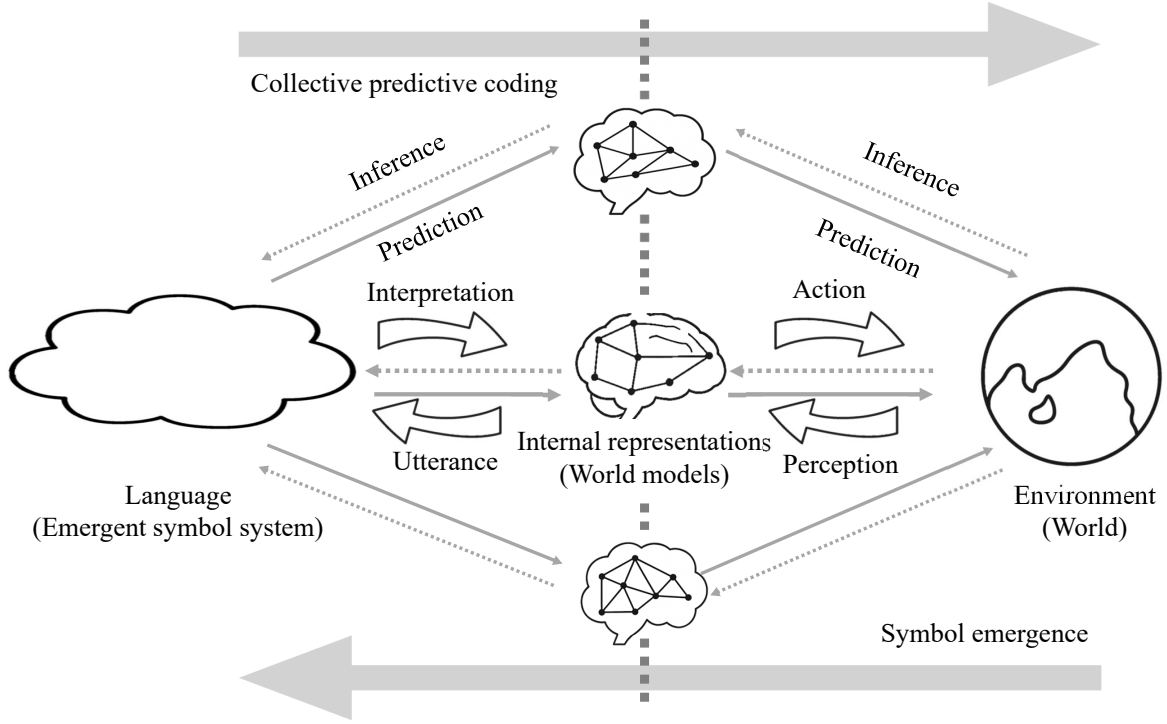 Collective predictive coding
Inference
Inference
Prediction
Prediction
Interpretation
Action
Utterance
Internal representations
(World models)
Perception
Language
(Emergent symbol system)
Environment
(World)
Symbol emergence